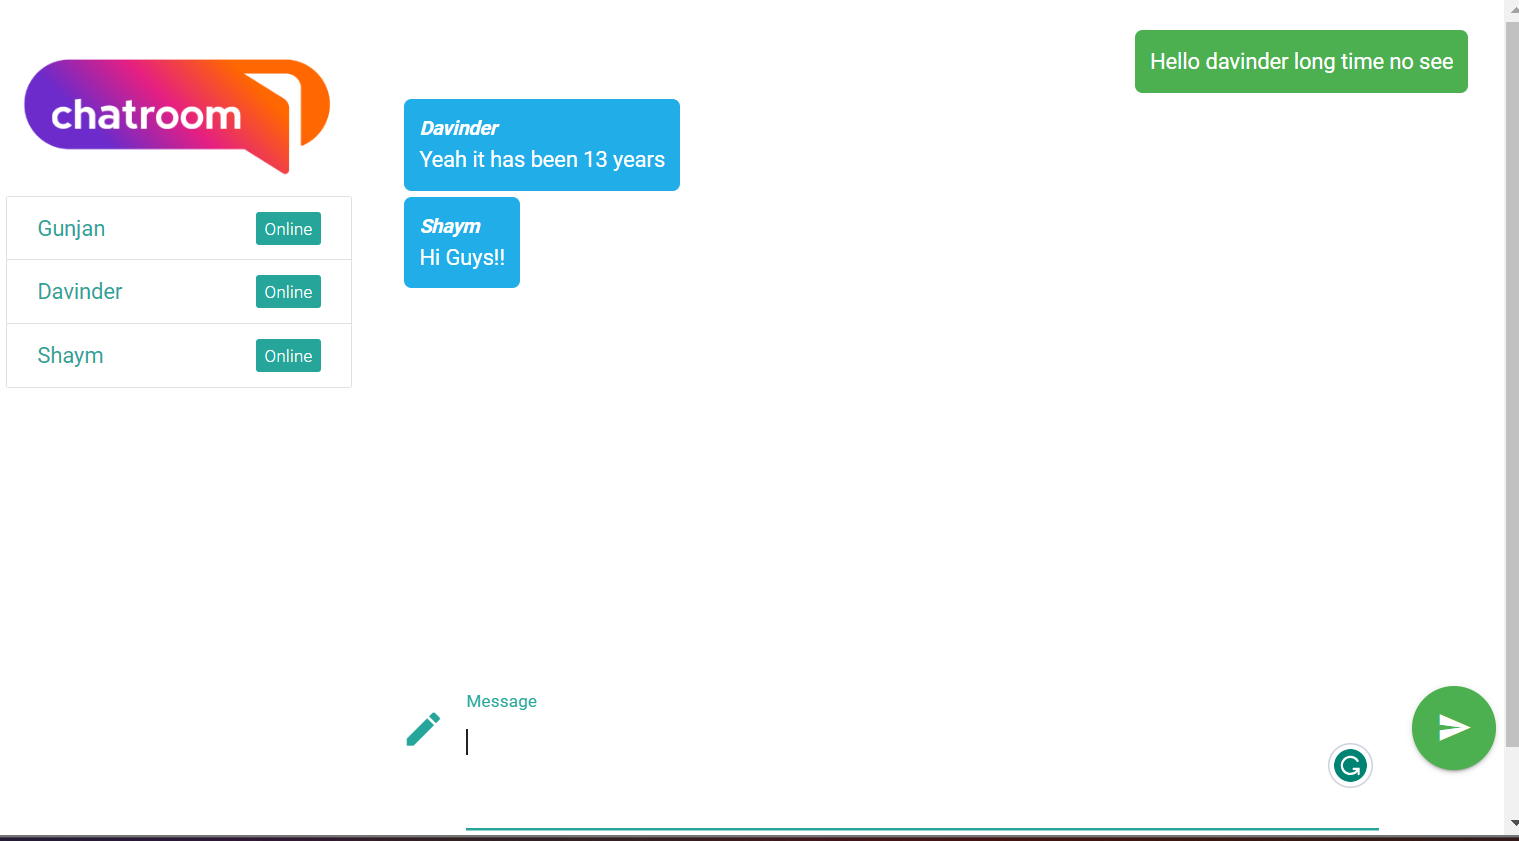 chatroom
Gunjan Online
Davinder Online
Shaym Online
Hello davinder long time no see
Davinder
Yeah it has been 13 years
Shaym
Hi Guys!!
Message
G